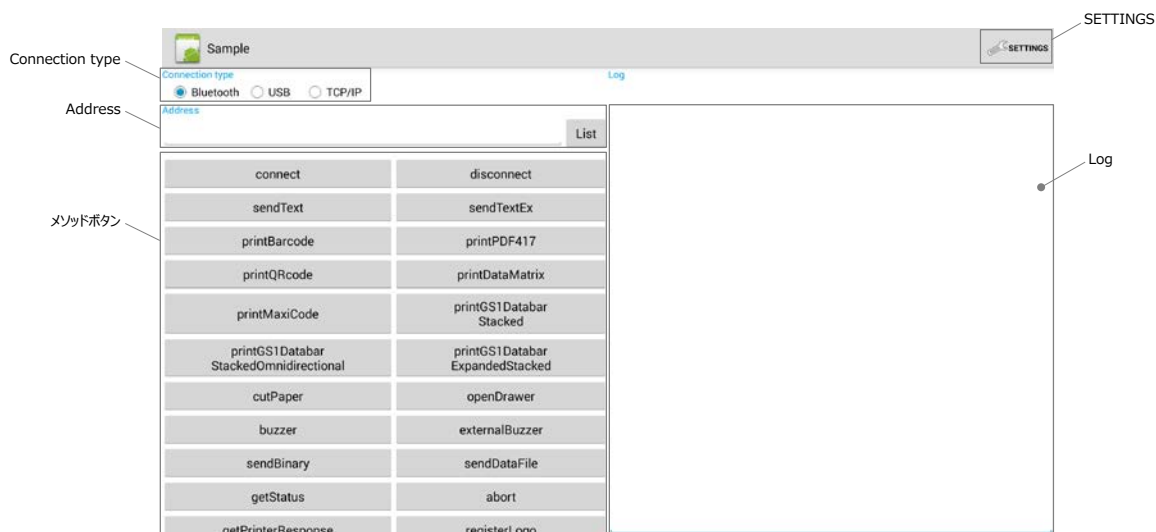 SETTINGS
Sample
SETTINGS
Connection type
Connection type
Log
Bluetooth USB TCP/IP
Address
Address
List
Log
connect disconnect
sendText sendTextEx
メソッドボタン
printBarcode printPDF417
printQRcode printDataMatrix
printMaxiCode
printGS1Databar
Stacked
printGS1Databar
StackedOmnidirectional
printGS1Databar
ExpandedStacked
cutPaper openDrawer
buzzer externalBuzzer
sendBinary sendDataFile
getStatus abort
getPrinterResponse registerLogo